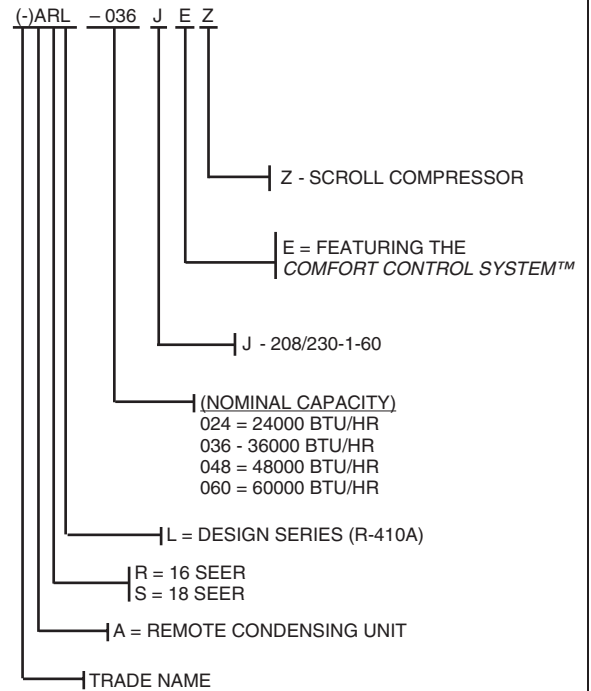 (-)ARL – 036 J E Z
Z - SCROLL COMPRESSOR
E = FEATURING THE
COMFORT CONTROL SYSTEM™
J - 208/230-1-60
(NOMINAL CAPACITY)
024 = 24000 BTU/HR
036 - 36000 BTU/HR
048 = 48000 BTU/HR
060 = 60000 BTU/HR
L = DESIGN SERIES (R-410A)
R = 16 SEER
S = 18 SEER
A = REMOTE CONDENSING UNIT
TRADE NAME